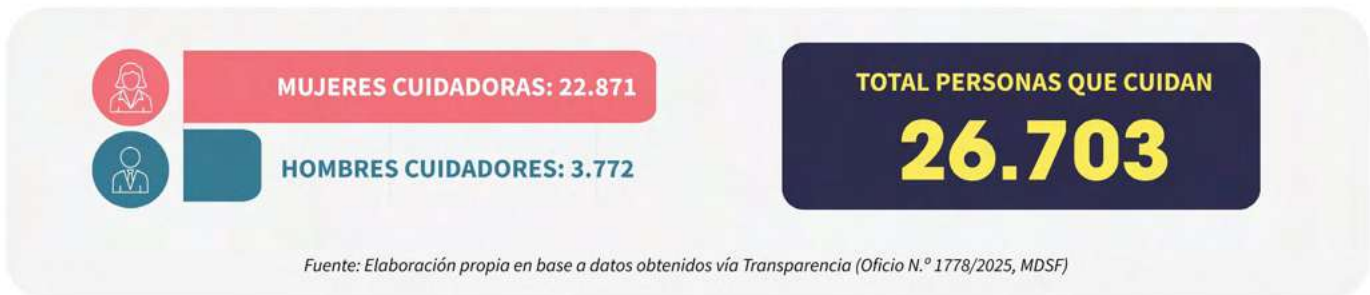 MUJERES CUIDADORAS: 22.871
HOMBRES CUIDADORES: 3.772
TOTAL PERSONAS QUE CUIDAN
26.703
Fuente: Elaboración propia en base a datos obtenidos vía Transparencia (Oficio N.º 1778/2025, MDSF)